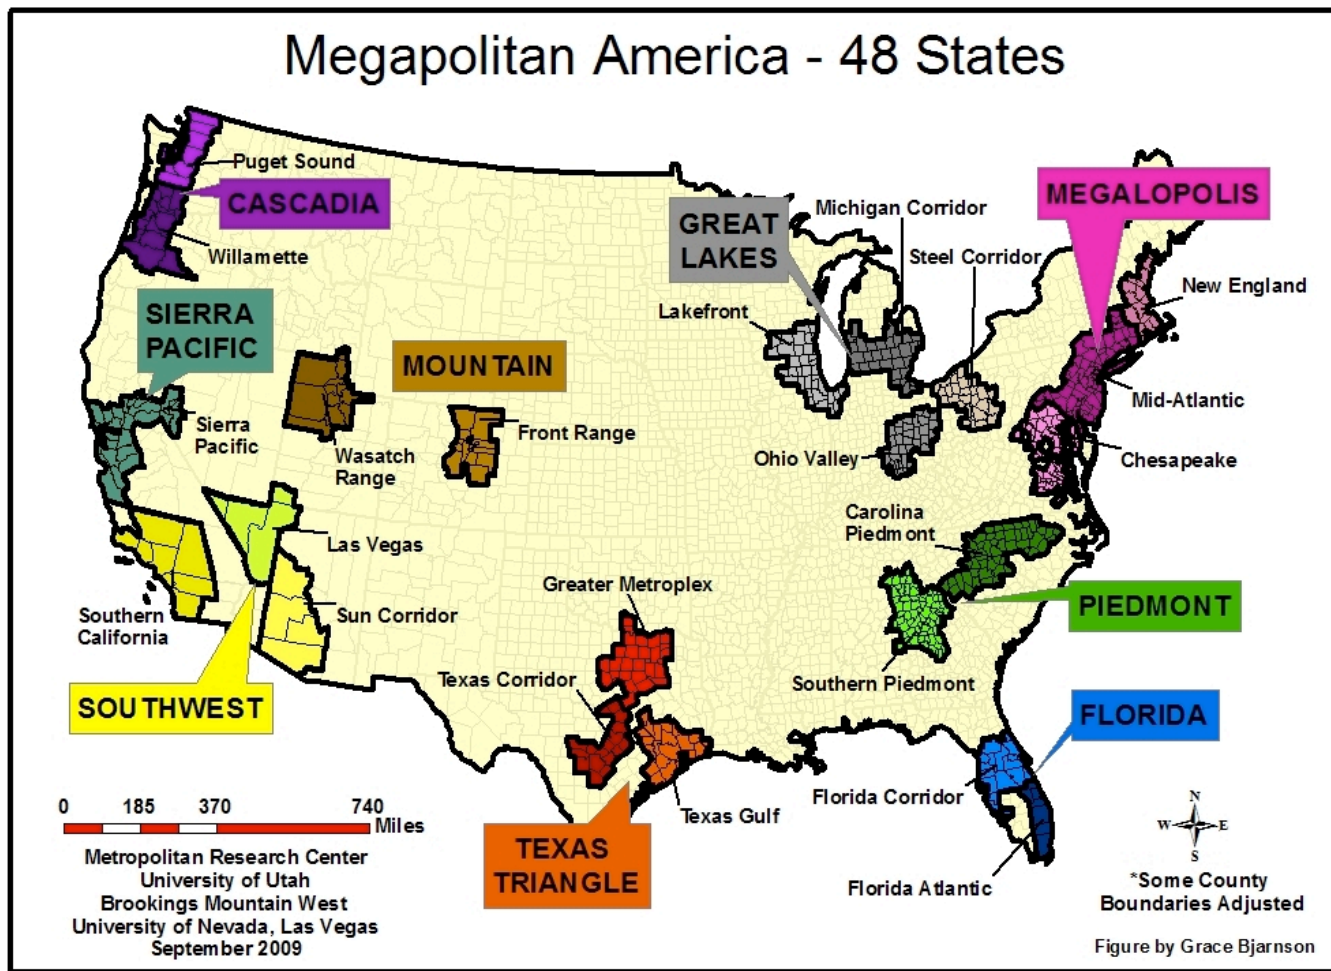 Megapolitan America - 48 States
Puget Sound
CASCADIA
Willamette
SIERRA
PACIFIC
Sierra
Pacific
MOUNTAIN
Wasatch
Range
Front Range
GREAT
LAKES
Michigan Corridor
Steel Corridor
Lakefront
Ohio Valley
MEGALOPOLIS
New England
Mid-Atlantic
Chesapeake
Carolina
Piedmont
PIEDMONT
Southern Piedmont
Las Vegas
Sun Corridor
Southern
California
SOUTHWEST
Greater Metroplex
Texas Corridor
Texas Gulf
TEXAS
TRIANGLE
FLORIDA
Florida Corridor
Florida Atlantic
0 185 370 740
Miles
Metropolitan Research Center
University of Utah
Brookings Mountain West
University of Nevada, Las Vegas
September 2009
N
W E
S
*Some County
Boundaries Adjusted
Figure by Grace Bjarnson